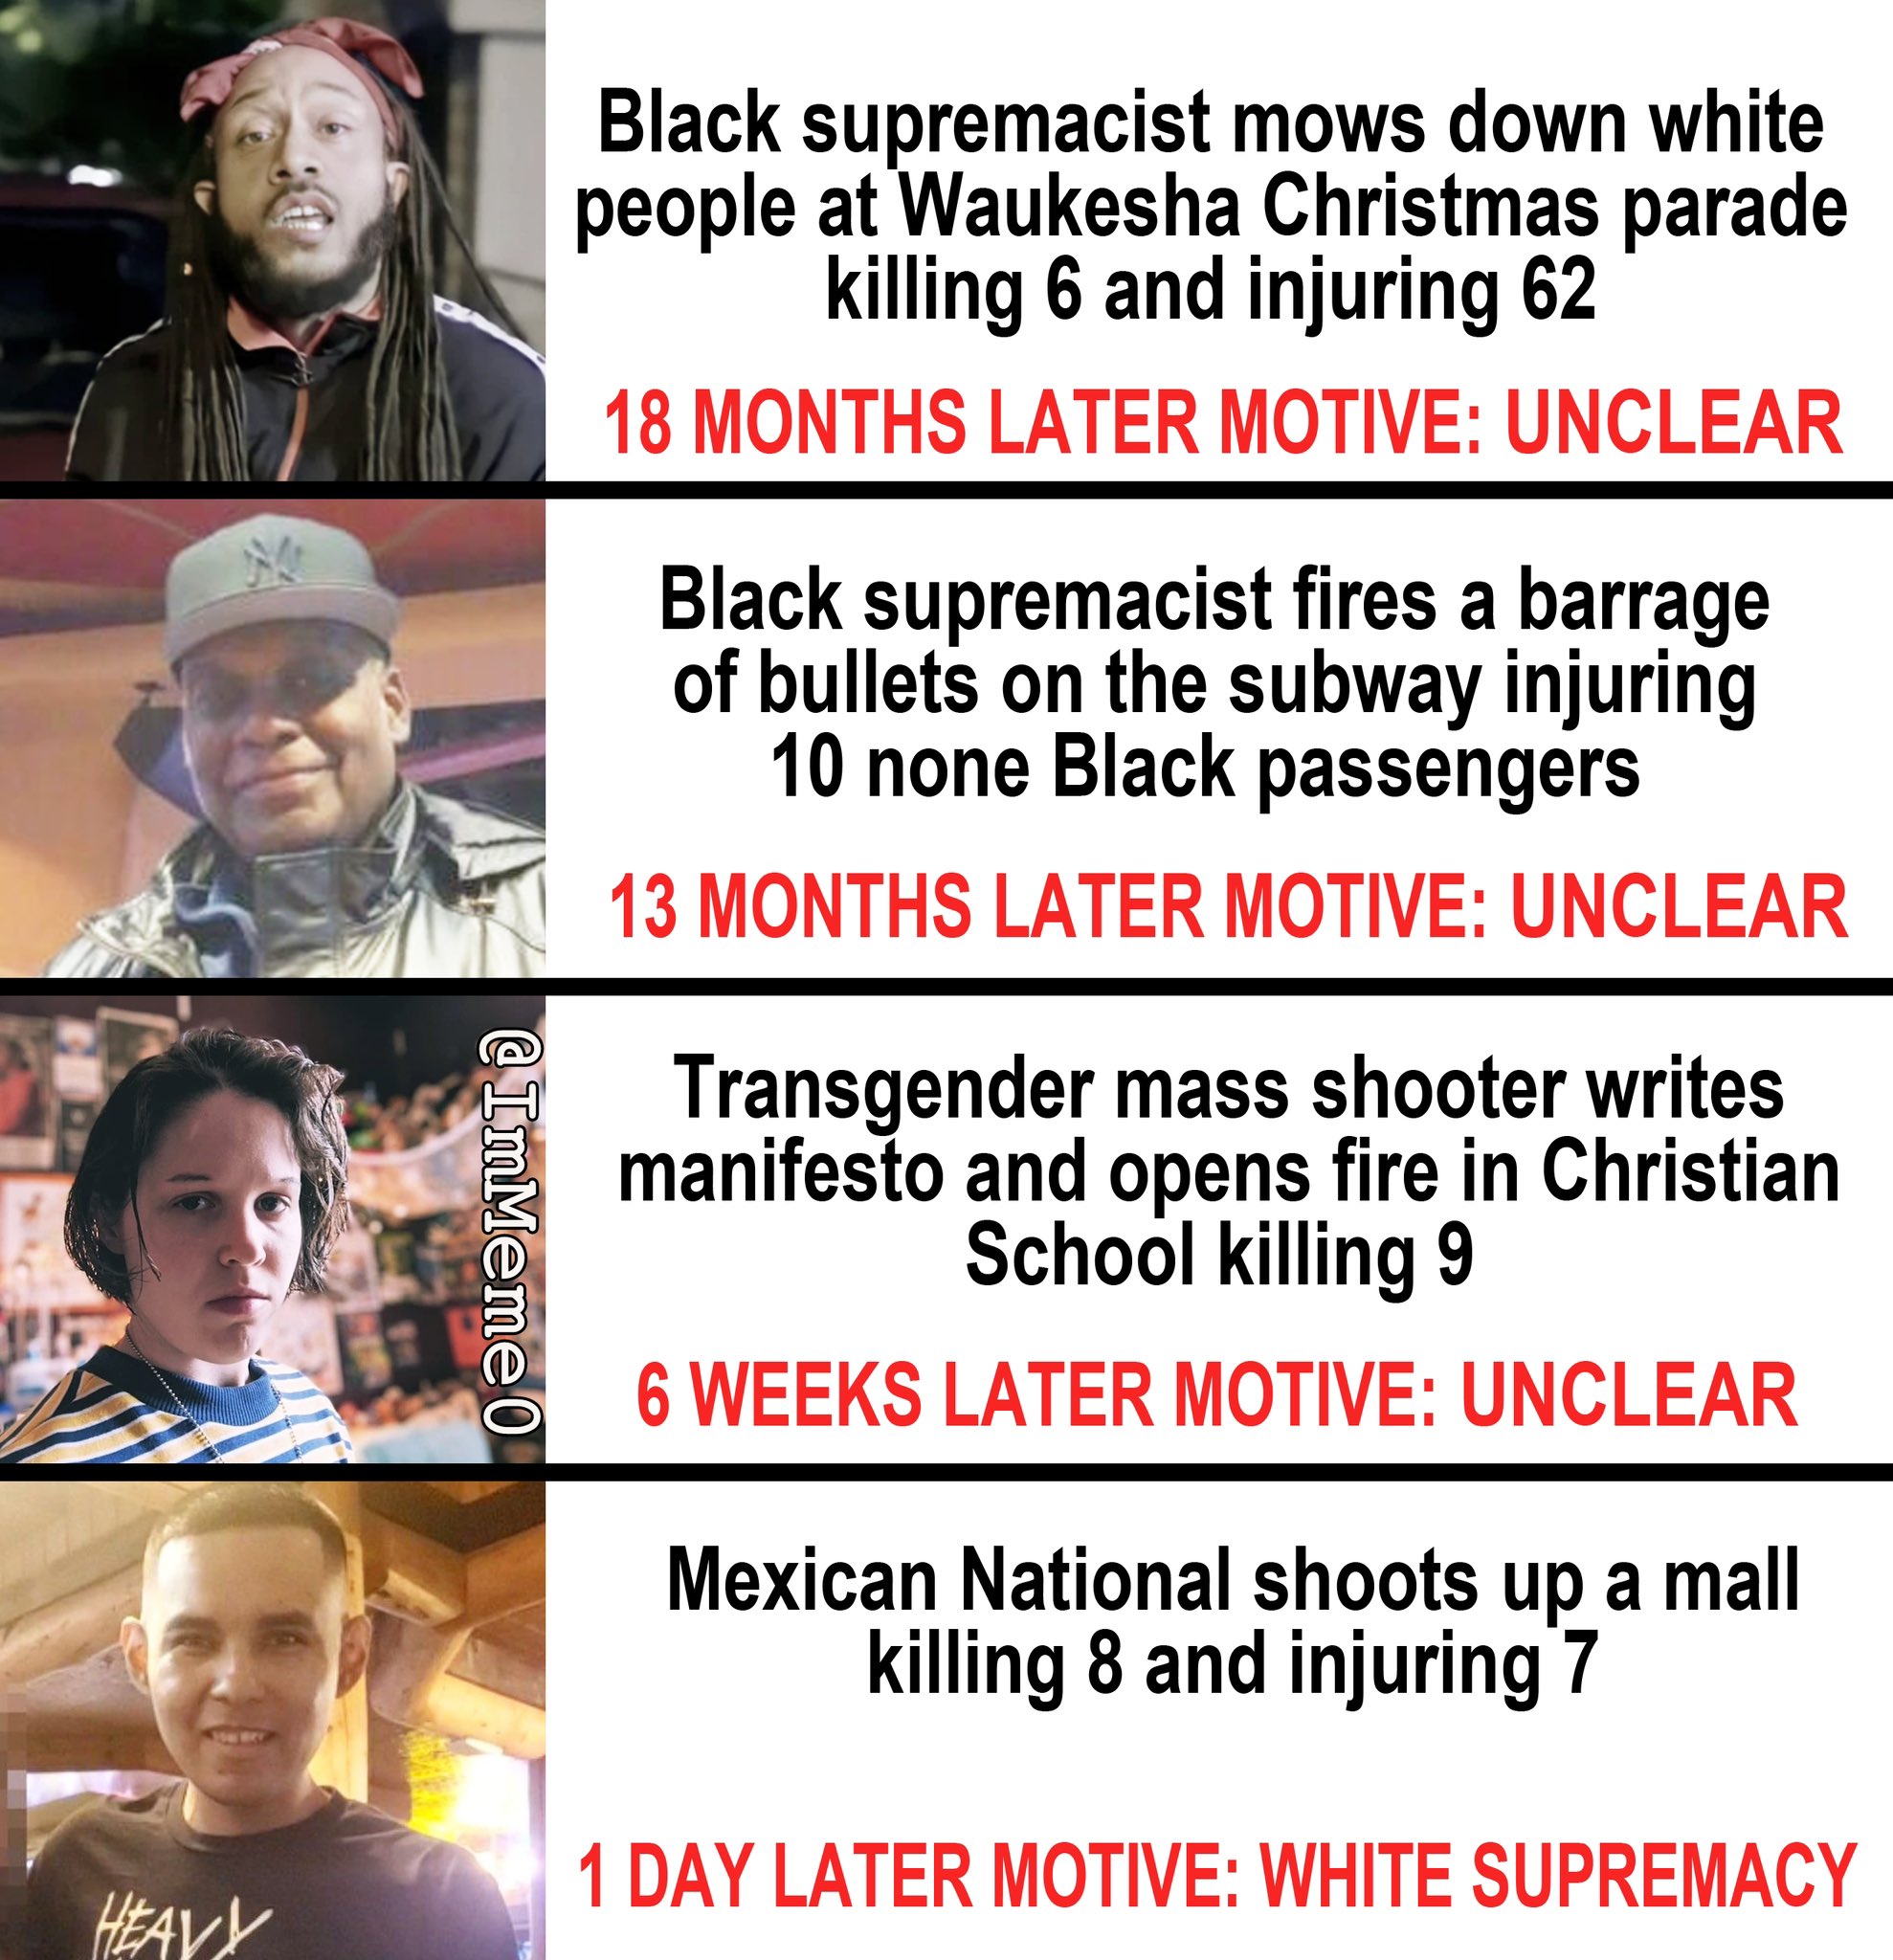 Black supremacist mows down white
people at Waukesha Christmas parade
killing 6 and injuring 62
18 MONTHS LATER MOTIVE: UNCLEAR
NY
Black supremacist fires a barrage
of bullets on the subway injuring
10 none Black passengers
13 MONTHS LATER MOTIVE: UNCLEAR
@ImMeme0
Transgender mass shooter writes
manifesto and opens fire in Christian
School killing 9
6 WEEKS LATER MOTIVE: UNCLEAR
Mexican National shoots up a mall
killing 8 and injuring 7
1 DAY LATER MOTIVE: WHITE SUPREMACY
HEAVY